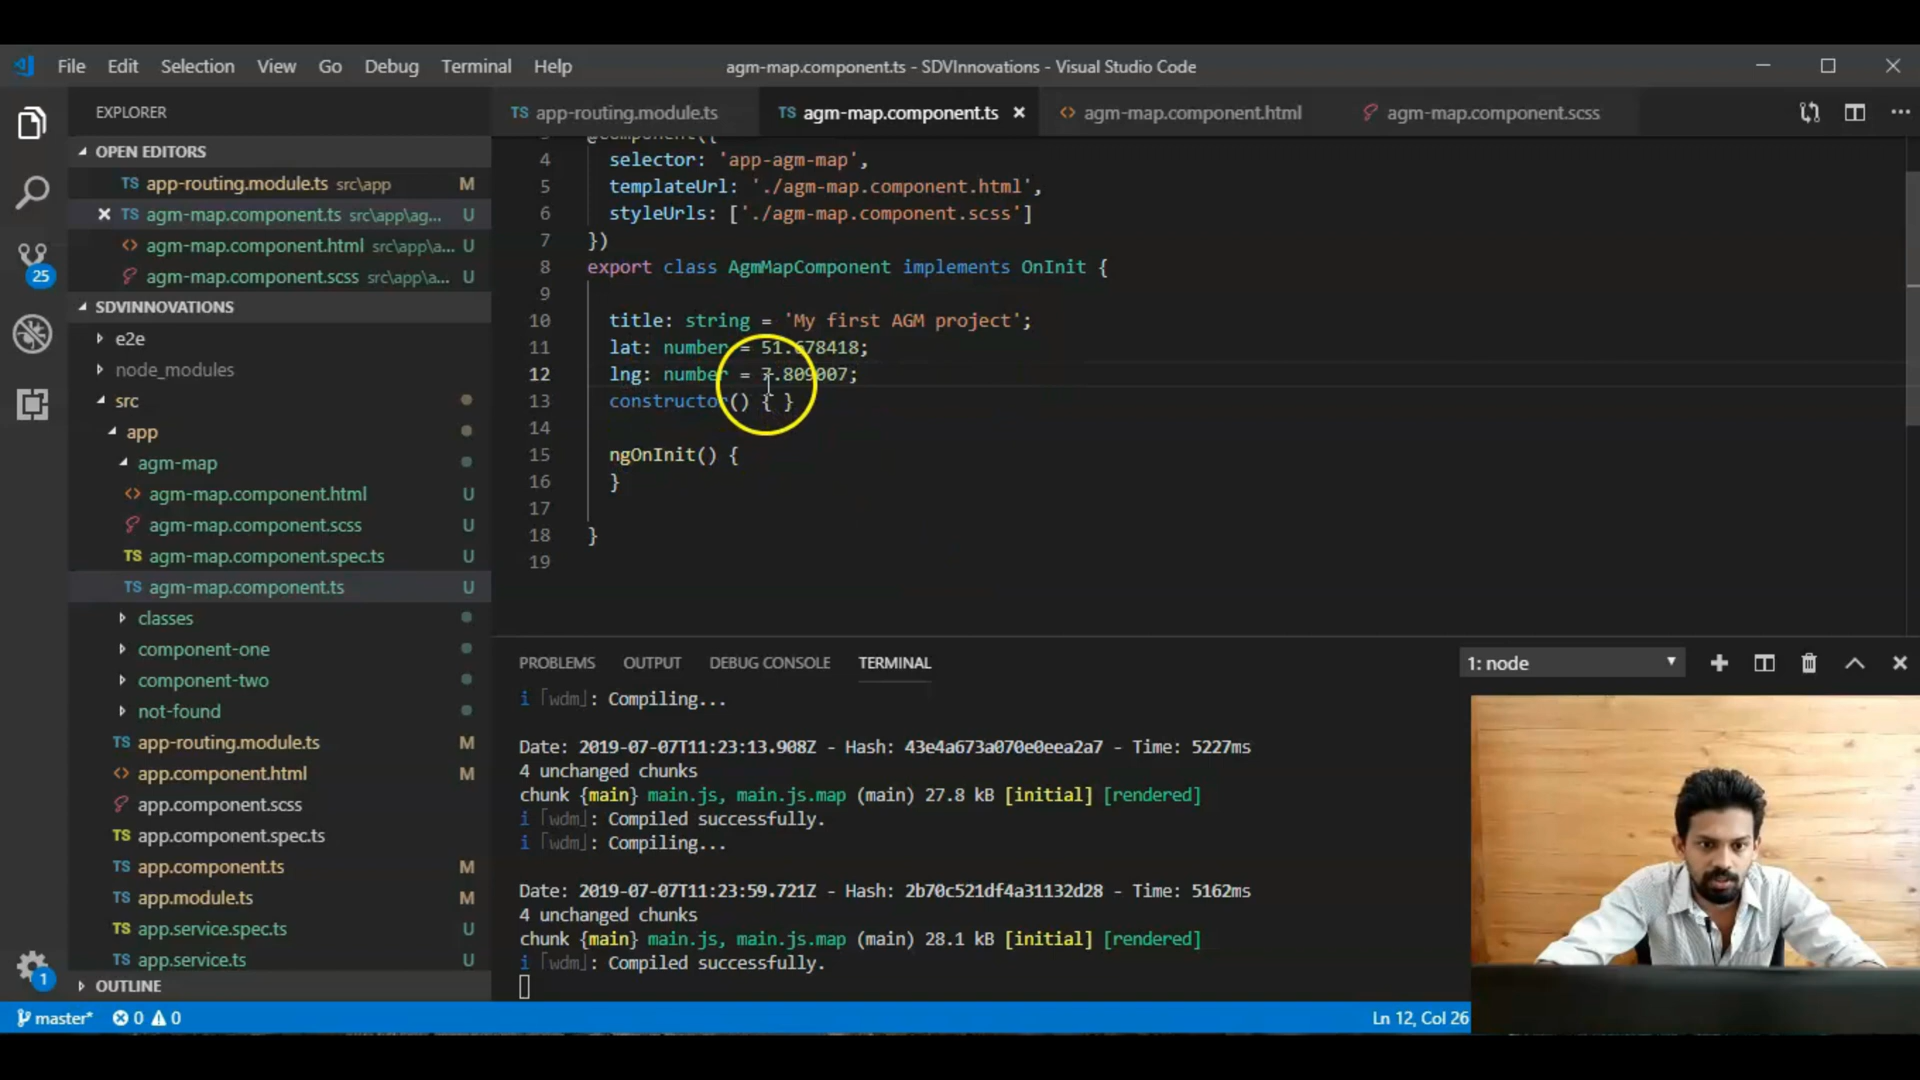 File Edit Selection View Go Debug Terminal Help
agm-map.component.ts - SDVInnovations - Visual Studio Code
EXPLORER
OPEN EDITORS
TS app-routing.module.ts src\app M
TS agm-map.component.ts src\app\ag... U
<> agm-map.component.html src\app\a... U
agm-map.component.scss src\app\a... U
SDVINNOVATIONS
e2e
node_modules
src
app
agm-map
<> agm-map.component.html U
agm-map.component.scss U
TS agm-map.component.spec.ts U
TS agm-map.component.ts U
classes
component-one
component-two
not-found
TS app-routing.module.ts M
<> app.component.html M
app.component.scss
TS app.component.spec.ts
TS app.component.ts M
TS app.module.ts M
TS app.service.spec.ts U
TS app.service.ts U
OUTLINE
25
1
TS app-routing.module.ts
TS agm-map.component.ts
<> agm-map.component.html
agm-map.component.scss
3 @Component({
4 selector: 'app-agm-map',
5 templateUrl: './agm-map.component.html',
6 styleUrls: ['./agm-map.component.scss']
7 })
8 export class AgmMapComponent implements OnInit {
9
10 title: string = 'My first AGM project';
11 lat: number = 51.678418;
12 lng: number = 7.809007;
13 constructor() { }
14
15 ngOnInit() {
16 }
17
18 }
19
PROBLEMS OUTPUT DEBUG CONSOLE TERMINAL
1: node
i ｢wdm｣: Compiling...
Date: 2019-07-07T11:23:13.908Z - Hash: 43e4a673a070e0eea2a7 - Time: 5227ms
4 unchanged chunks
chunk {main} main.js, main.js.map (main) 27.8 kB [initial] [rendered]
i ｢wdm｣: Compiled successfully.
i ｢wdm｣: Compiling...
Date: 2019-07-07T11:23:59.721Z - Hash: 2b70c521df4a31132d28 - Time: 5162ms
4 unchanged chunks
chunk {main} main.js, main.js.map (main) 28.1 kB [initial] [rendered]
i ｢wdm｣: Compiled successfully.
master* 0 0
Ln 12, Col 26